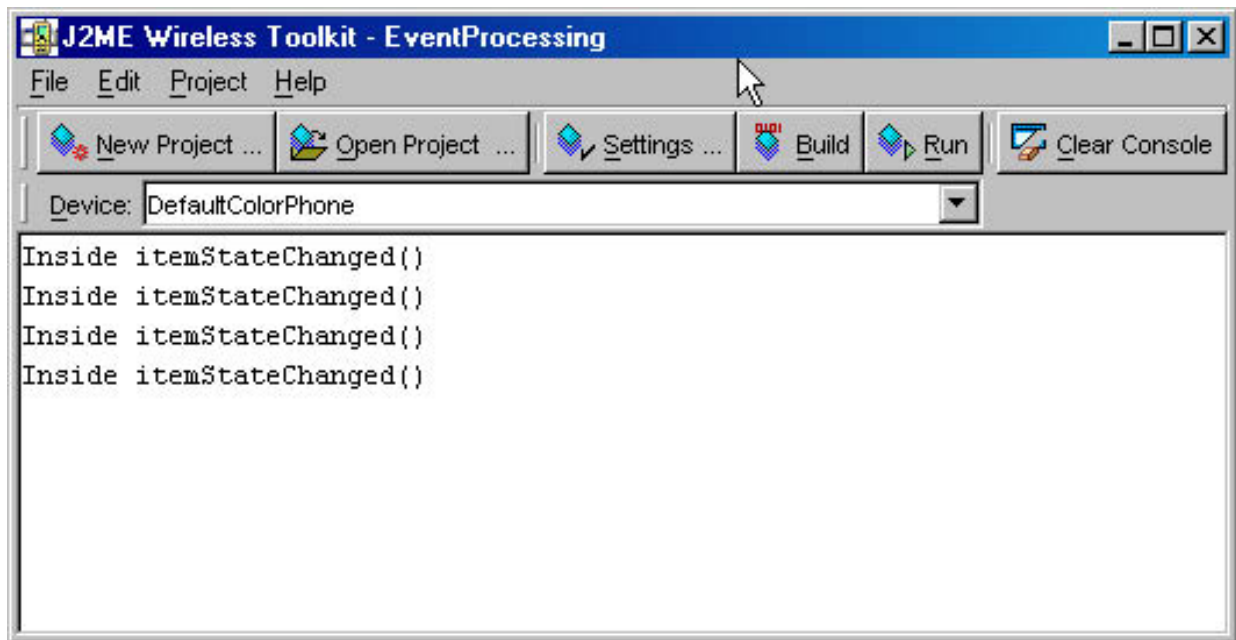 J2ME Wireless Toolkit - EventProcessing
File Edit Project Help
New Project ... Open Project ... Settings ... Build Run Clear Console
Device: DefaultColorPhone
Inside itemStateChanged()
Inside itemStateChanged()
Inside itemStateChanged()
Inside itemStateChanged()